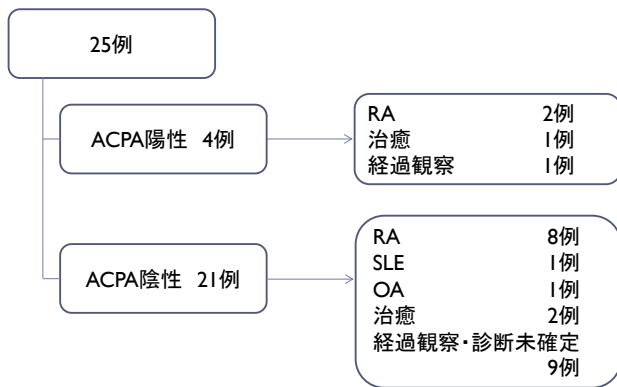 25例
ACPA陽性 4例
RA 2例
治癒 1例
経過観察 1例
ACPA陰性 21例
RA 8例
SLE 1例
OA 1例
治癒 2例
経過観察・診断未確定
9例